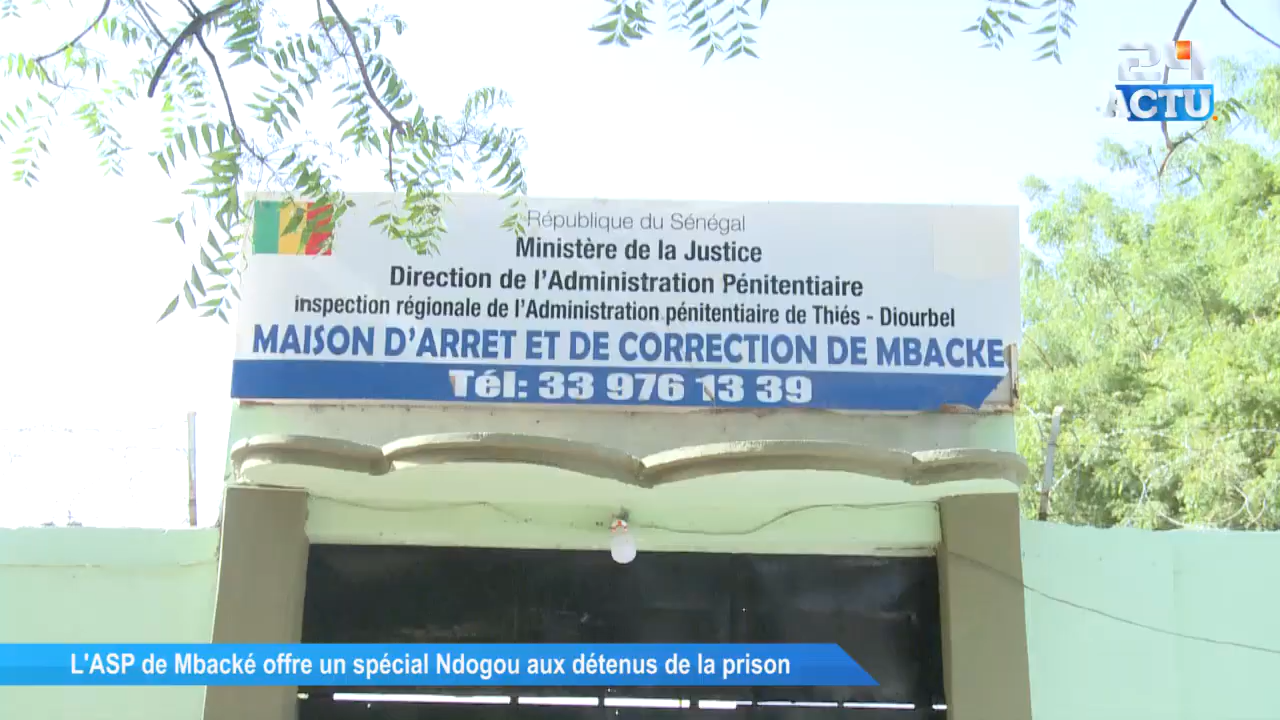 24
ACTU
République du Sénégal
Ministère de la Justice
Direction de l'Administration Pénitentiaire
inspection régionale de l'Administration pénitentiaire de Thiés - Diourbel
MAISON D'ARRET ET DE CORRECTION DE MBACKE
Tél: 33 976 13 39
L'ASP de Mbacké offre un spécial Ndogou aux détenus de la prison